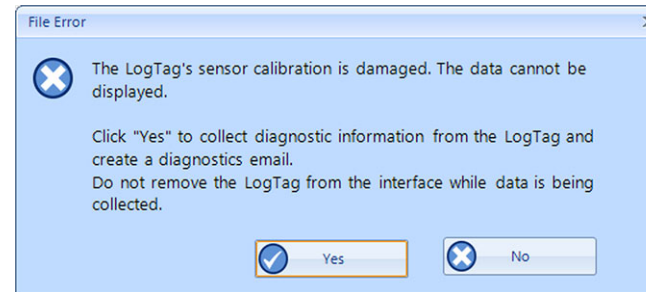 File Error
The LogTag's sensor calibration is damaged. The data cannot be
displayed.
Click "Yes" to collect diagnostic information from the LogTag and
create a diagnostics email.
Do not remove the LogTag from the interface while data is being
collected.
Yes
No